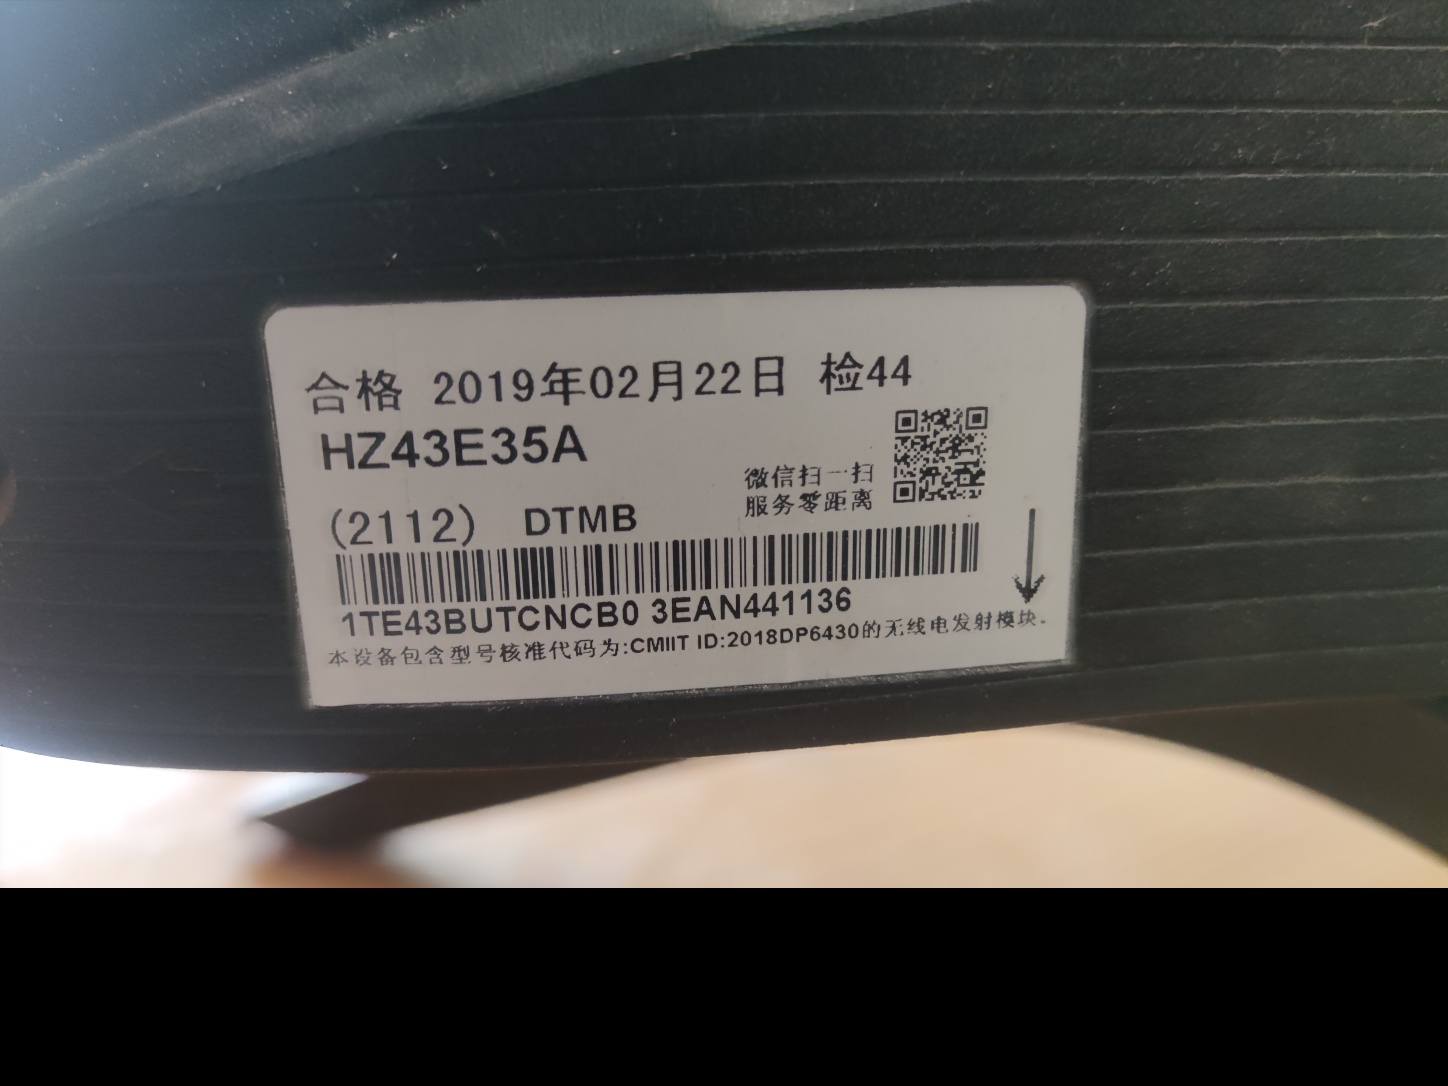 合格 2019年02月22日 检44
HZ43E35A
微信扫一扫
服务零距离
(2112) DTMB
1TE43BUTCNCB0 3EAN441136
本设备包含型号核准代码为:CMIIT ID:2018DP6430的无线电发射模块。